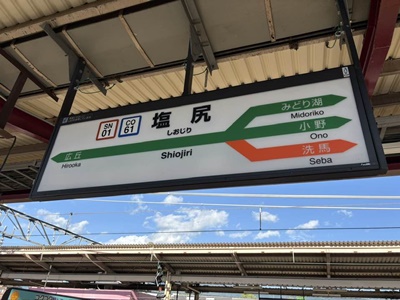 SN
01
CO
61
塩尻
しおじり
Shiojiri
広丘
Hirooka
みどり湖
Midoriko
小野
Ono
洗馬
Seba